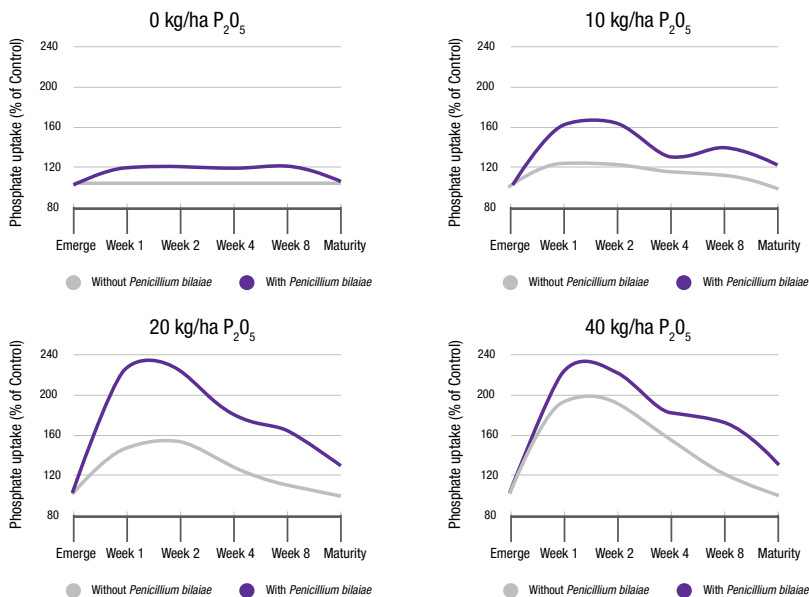 0 kg/ha P₂0₅
Phosphate uptake (% of Control)
240
200
160
120
80
Emerge Week 1 Week 2 Week 4 Week 8 Maturity
Without Penicillium bilaiae With Penicillium bilaiae
10 kg/ha P₂0₅
Phosphate uptake (% of Control)
240
200
160
120
80
Emerge Week 1 Week 2 Week 4 Week 8 Maturity
Without Penicillium bilaiae With Penicillium bilaiae
20 kg/ha P₂0₅
Phosphate uptake (% of Control)
240
200
160
120
80
Emerge Week 1 Week 2 Week 4 Week 8 Maturity
Without Penicillium bilaiae With Penicillium bilaiae
40 kg/ha P₂0₅
Phosphate uptake (% of Control)
240
200
160
120
80
Emerge Week 1 Week 2 Week 4 Week 8 Maturity
Without Penicillium bilaiae With Penicillium bilaiae